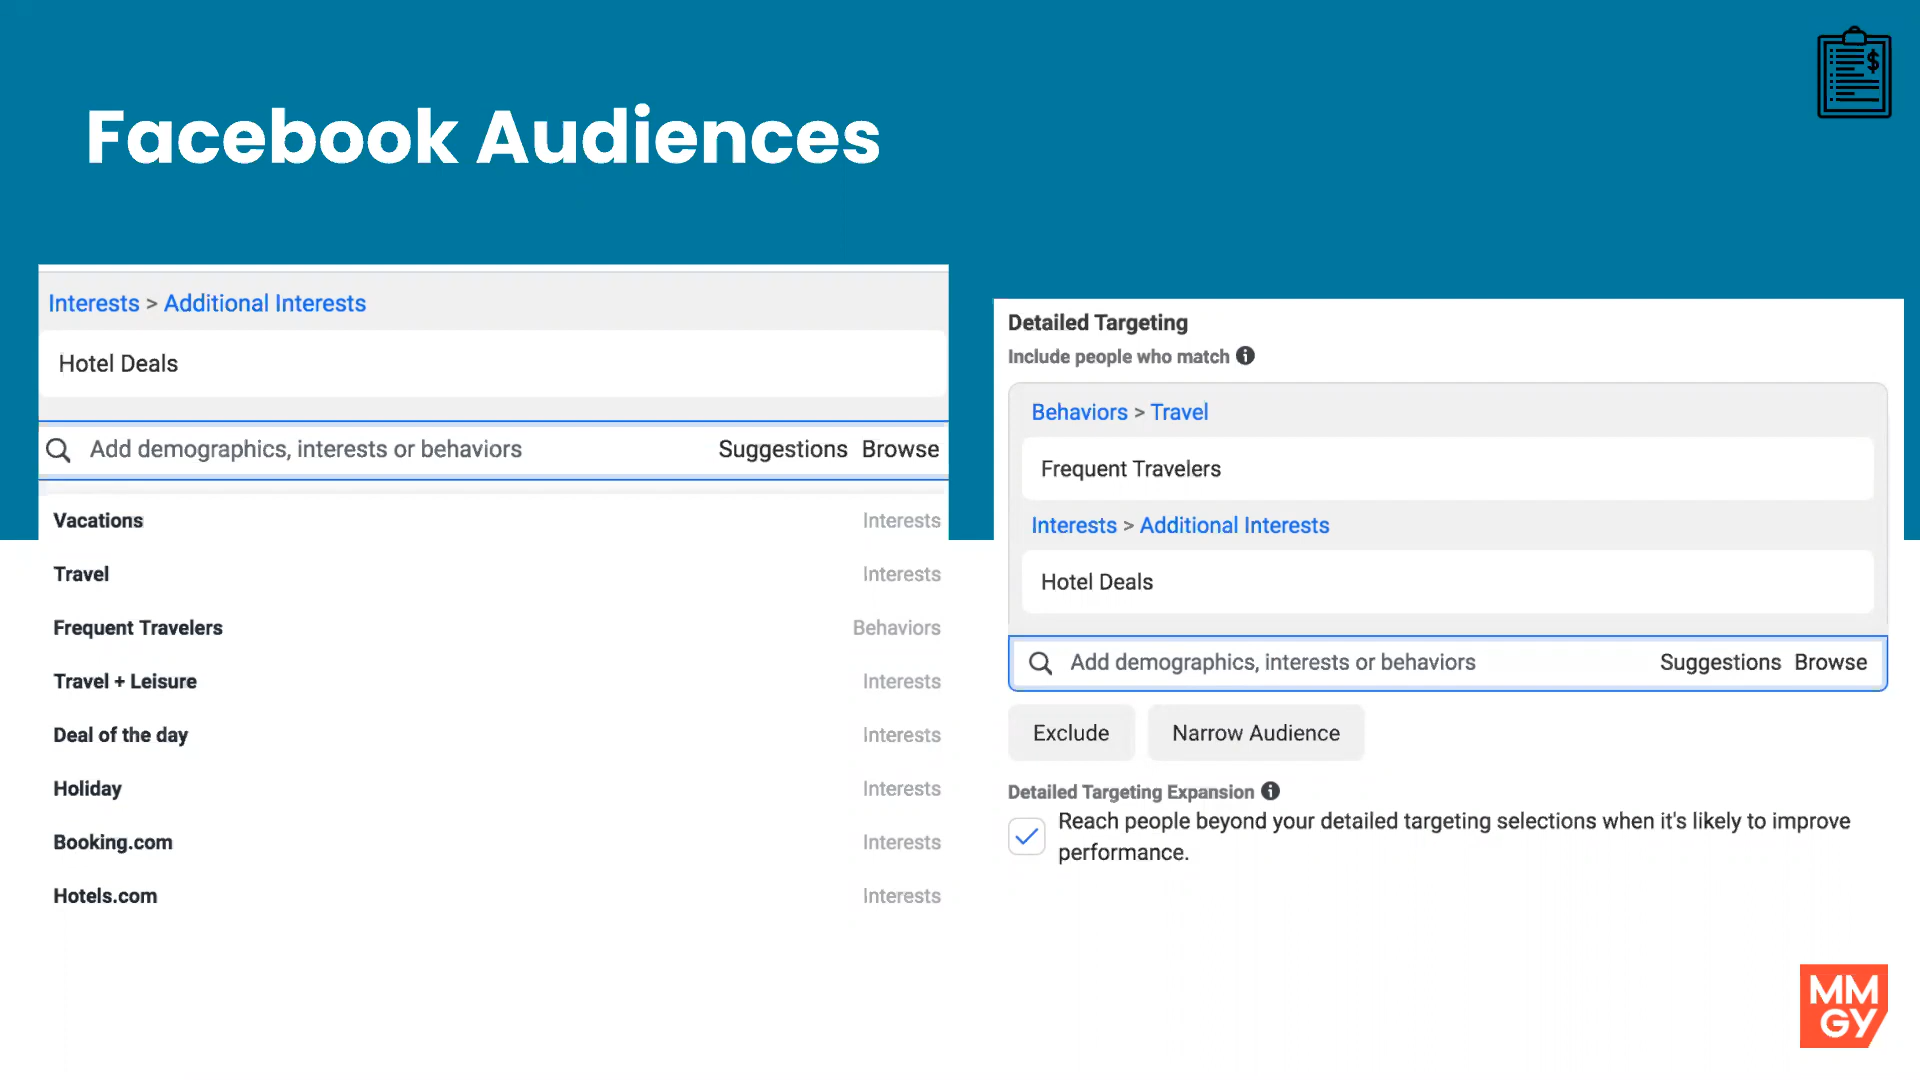 Facebook Audiences
$
Interests > Additional Interests
Hotel Deals
Add demographics, interests or behaviors Suggestions Browse
Vacations Interests
Travel Interests
Frequent Travelers Behaviors
Travel + Leisure Interests
Deal of the day Interests
Holiday Interests
Booking.com Interests
Hotels.com Interests
Detailed Targeting
Include people who match
Behaviors > Travel
Frequent Travelers
Interests > Additional Interests
Hotel Deals
Add demographics, interests or behaviors Suggestions Browse
Exclude Narrow Audience
Detailed Targeting Expansion
Reach people beyond your detailed targeting selections when it's likely to improve
performance.
MM
GY